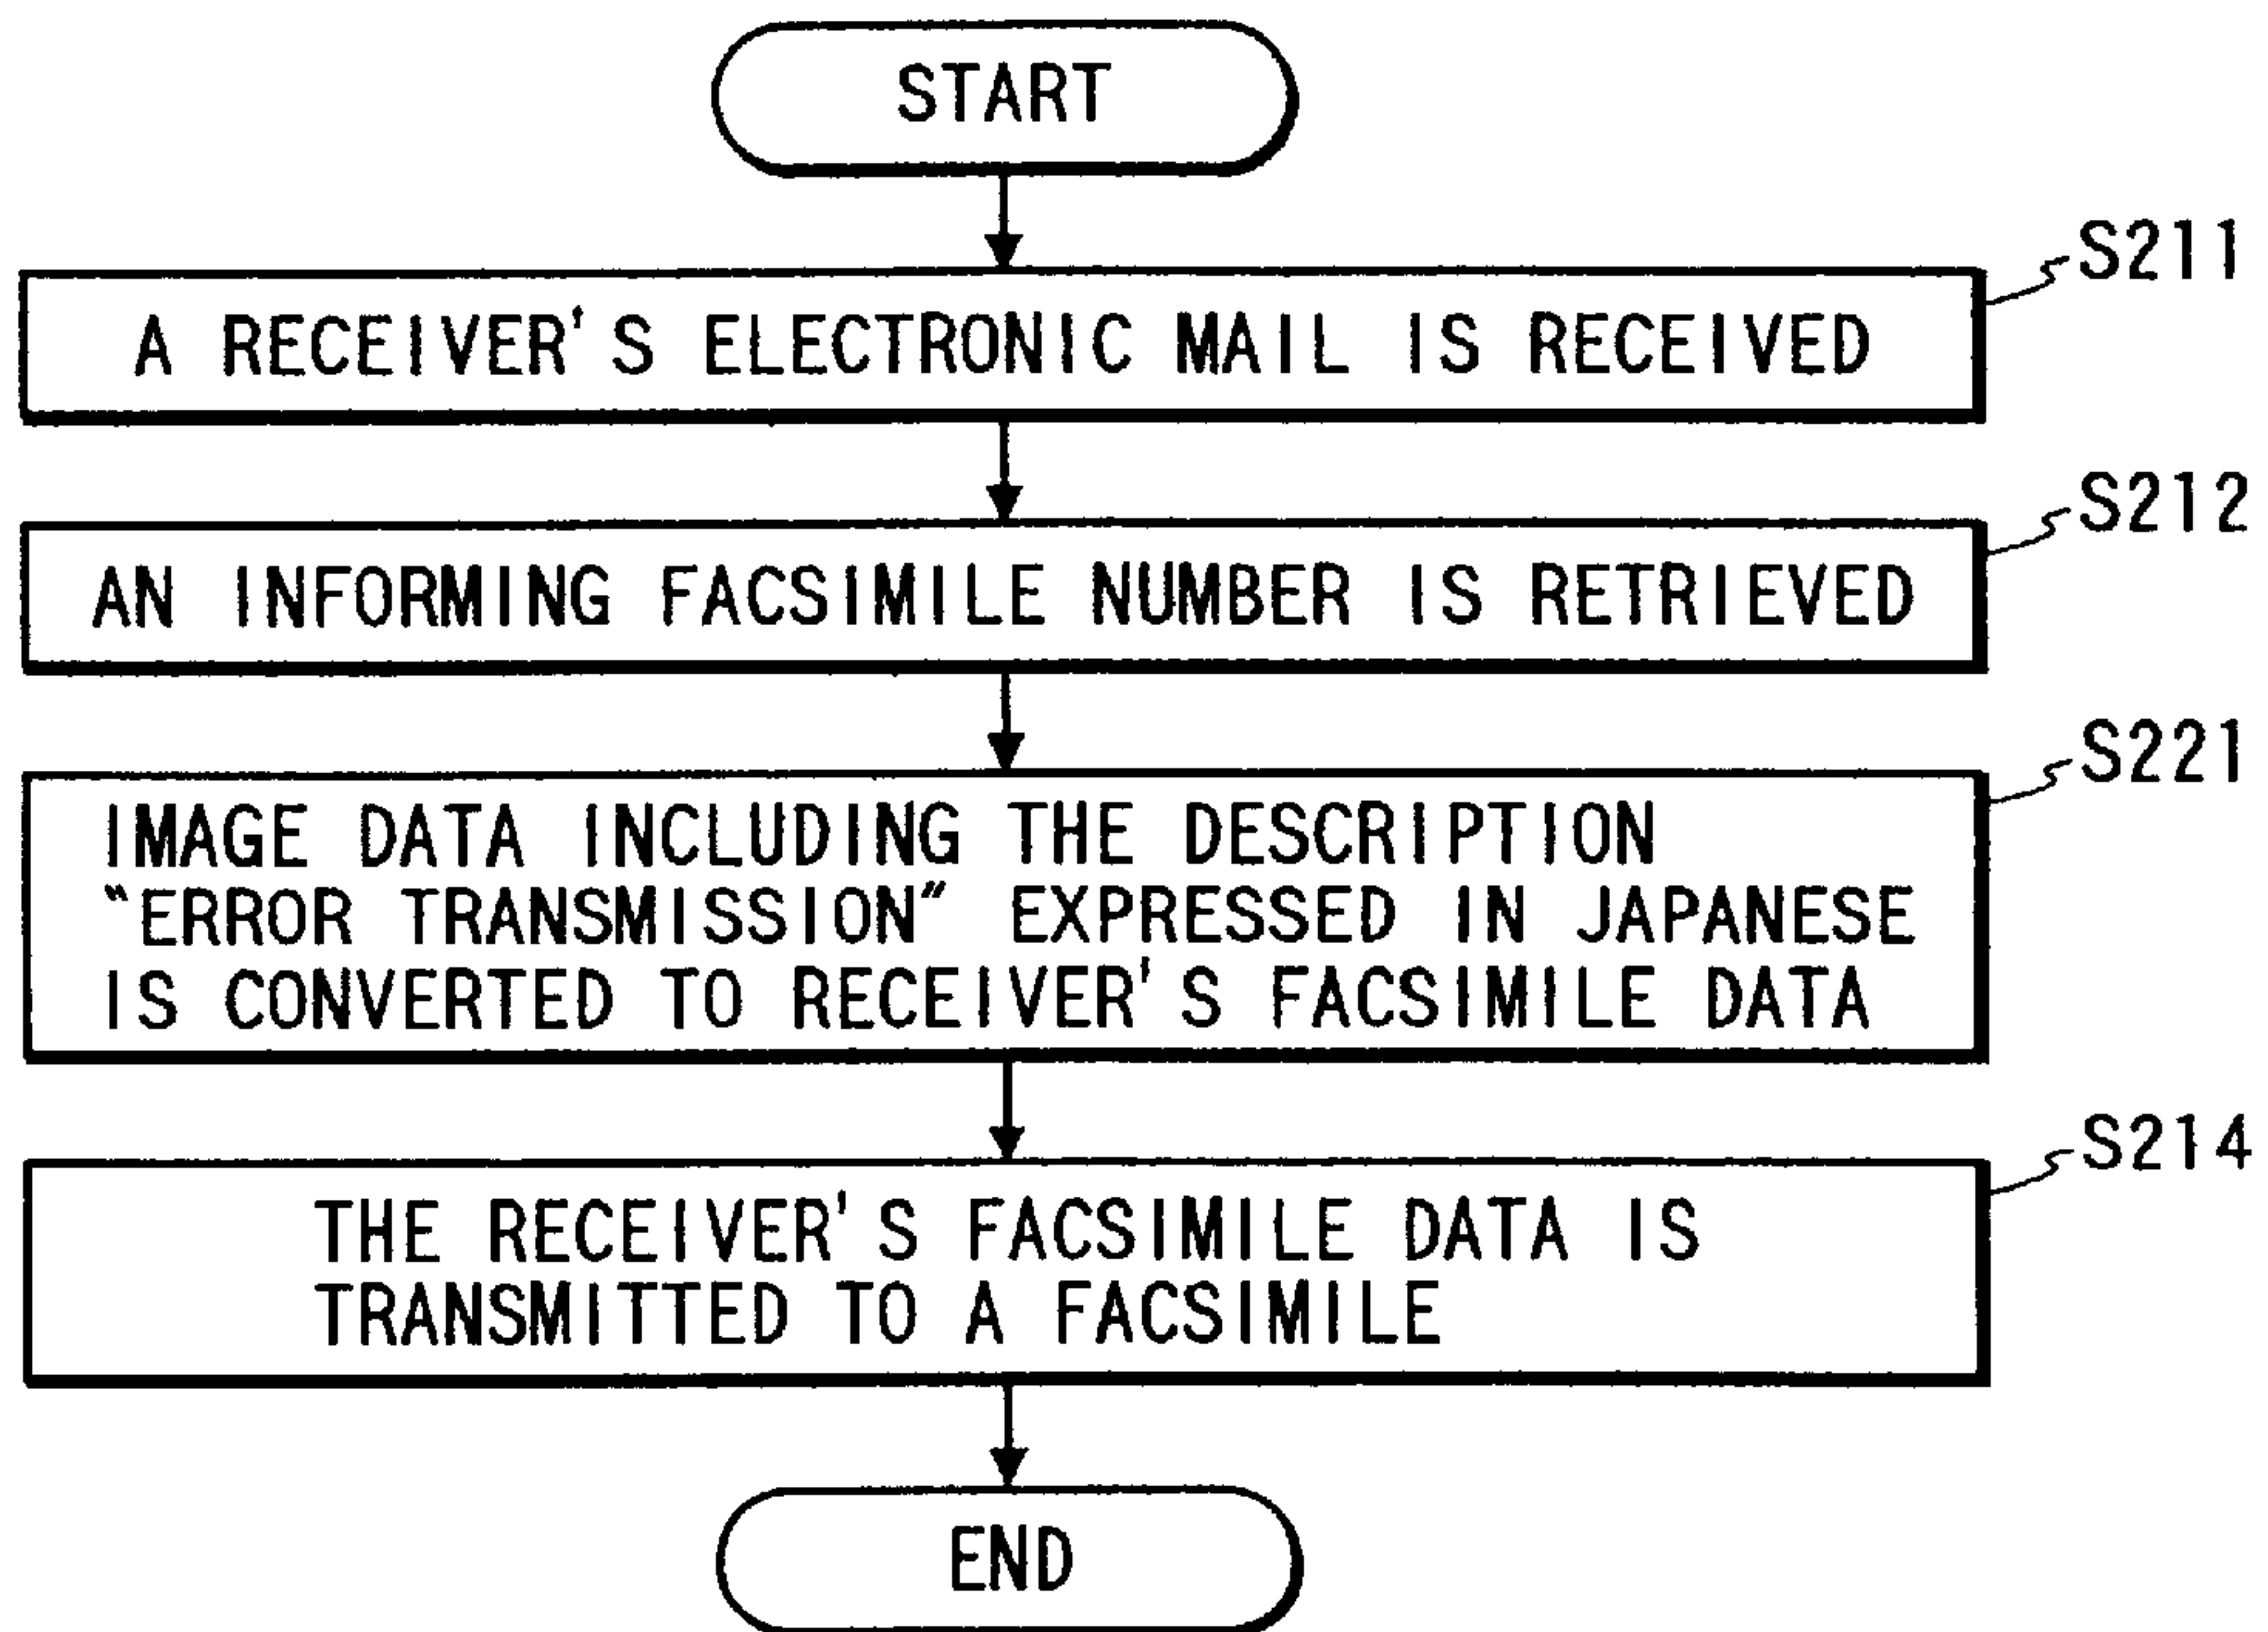 START
S211
A RECEIVER'S ELECTRONIC MAIL IS RECEIVED
S212
AN INFORMING FACSIMILE NUMBER IS RETRIEVED
S221
IMAGE DATA INCLUDING THE DESCRIPTION
"ERROR TRANSMISSION" EXPRESSED IN JAPANESE
IS CONVERTED TO RECEIVER'S FACSIMILE DATA
S214
THE RECEIVER'S FACSIMILE DATA IS
TRANSMITTED TO A FACSIMILE
END